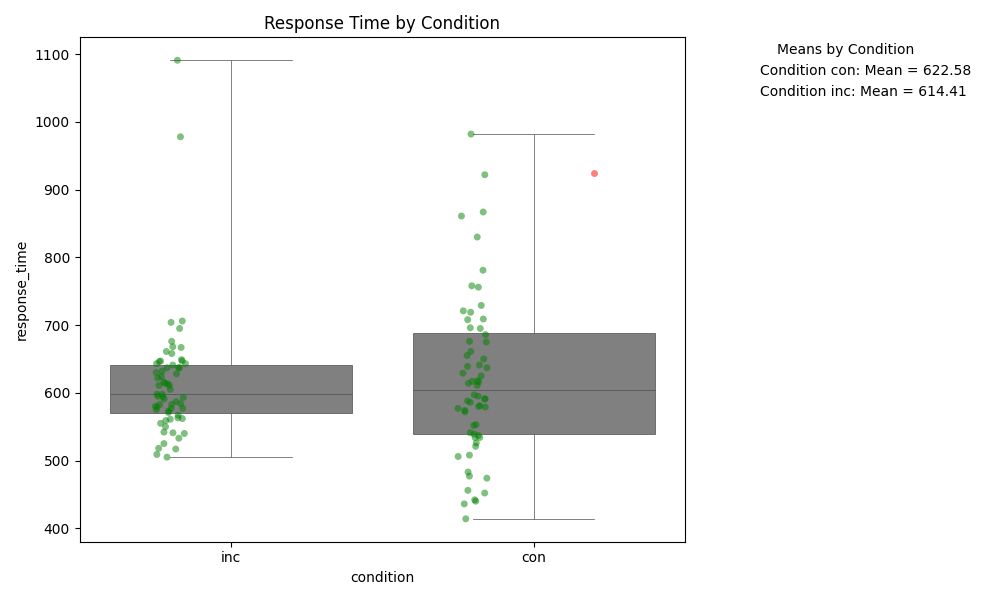 Response Time by Condition
Means by Condition
Condition con: Mean = 622.58
Condition inc: Mean = 614.41
response_time
1100
1000
900
800
700
600
500
400
inc
con
condition